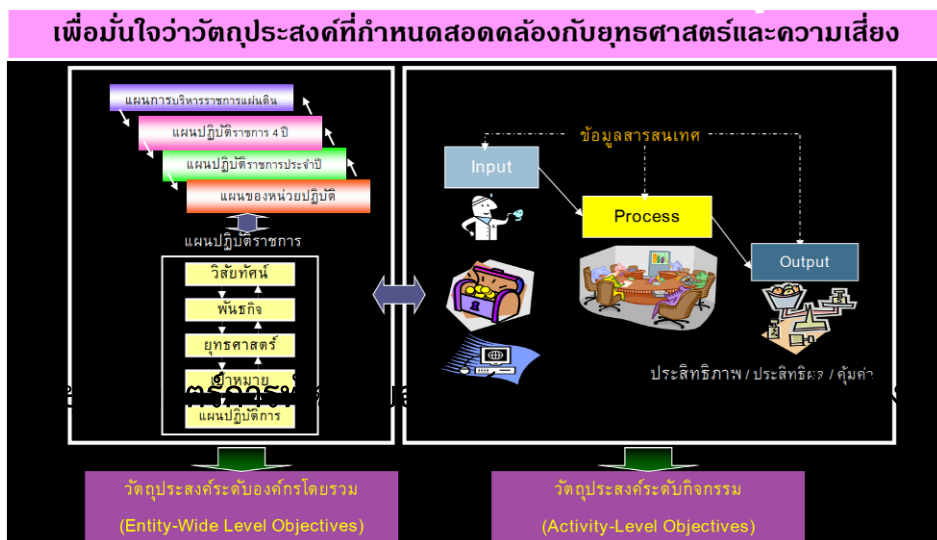 เพื่อมั่นใจว่าวัตถุประสงค์ที่กำหนดสอดคล้องกับยุทธศาสตร์และความเสี่ยง
แผนการบริหารราชการแผ่นดิน
แผนปฏิบัติราชการ 4 ปี
แผนปฏิบัติราชการประจำปี
แผนของหน่วยปฏิบัติ
แผนปฏิบัติราชการ
วิสัยทัศน์
พันธกิจ
ยุทธศาสตร์
เป้าหมาย
แผนปฏิบัติการ
ข้อมูลสารสนเทศ
Input
Process
Output
ประสิทธิภาพ / ประสิทธิผล / คุ้มค่า
วัตถุประสงค์ระดับองค์กรโดยรวม
(Entity-Wide Level Objectives)
วัตถุประสงค์ระดับกิจกรรม
(Activity-Level Objectives)